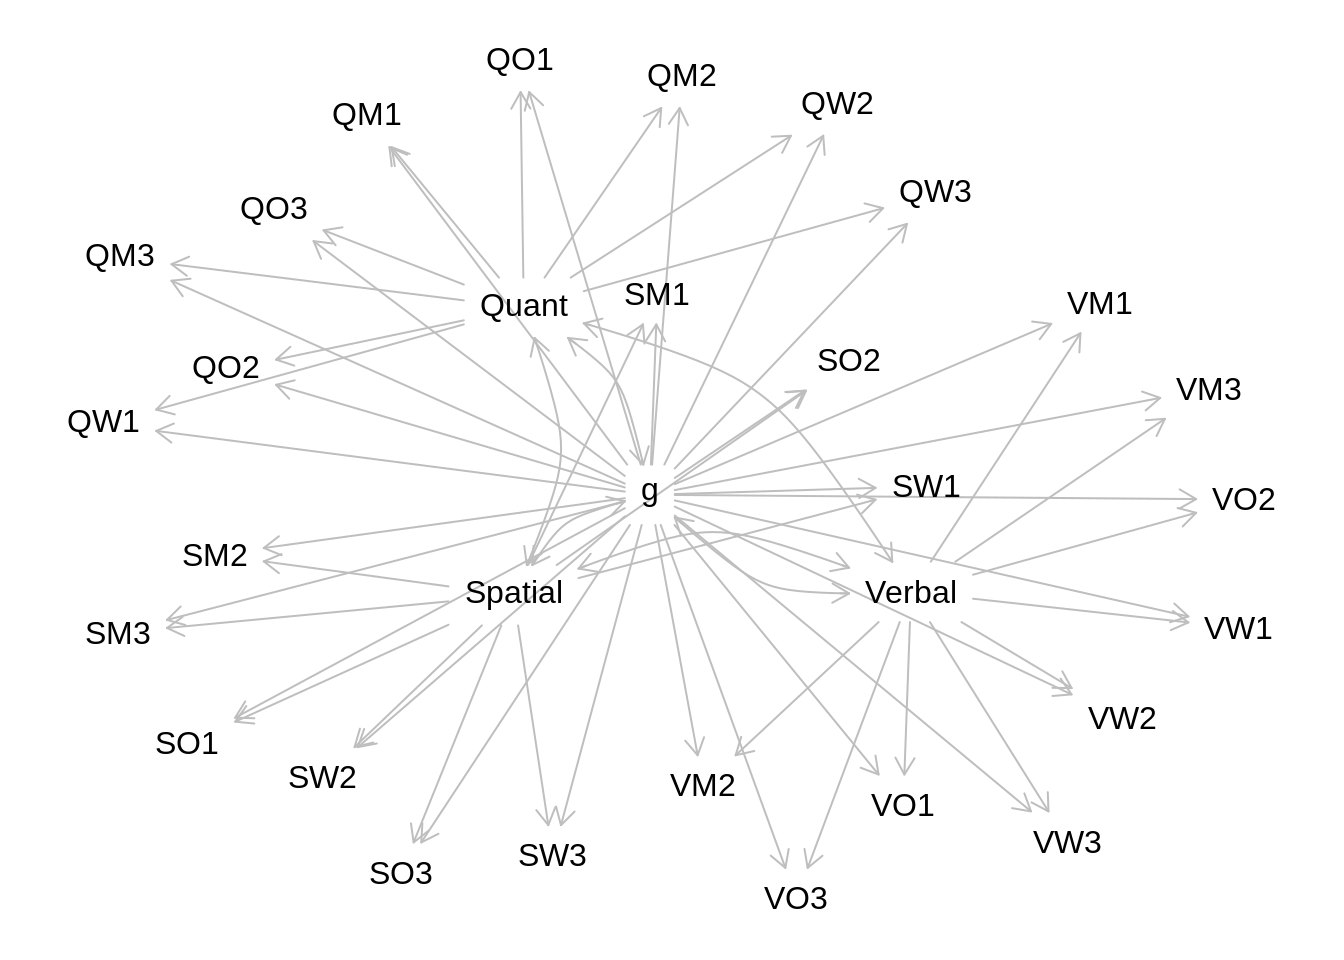 QO1
QM2
QW2
QM1
QW3
QO3
QM3
SM1
VM1
Quant
SO2
QO2
VM3
QW1
SW1
g
VO2
SM2
Spatial
Verbal
VW1
SM3
VW2
SO1
SW2
VM2
VO1
VW3
SW3
SO3
VO3